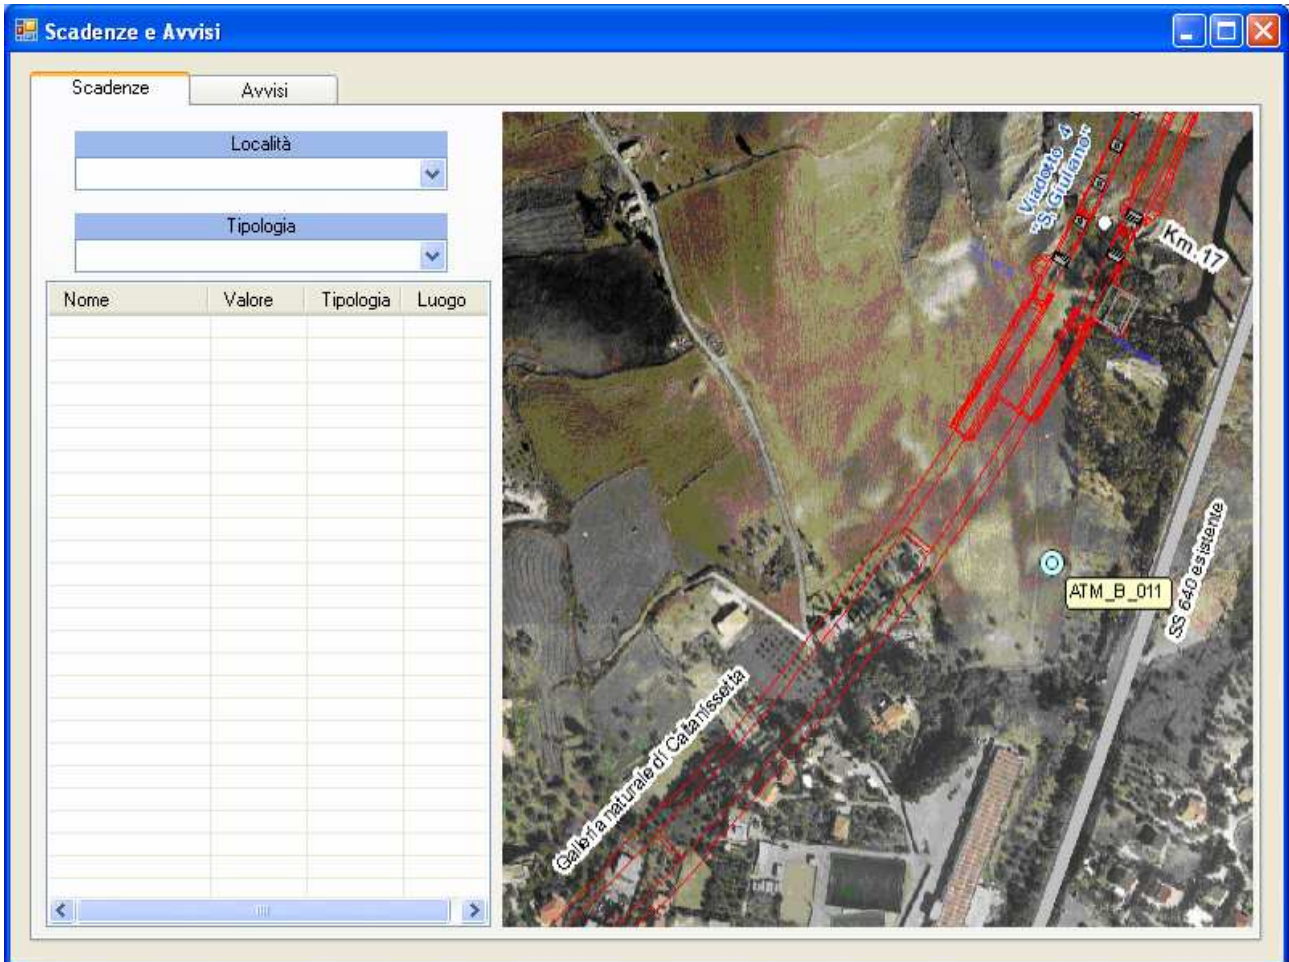 Scadenze e Avvisi
Scadenze
Avvisi
Località
Tipologia
Nome Valore Tipologia Luogo
Viadotto 4
"S. Giuliano"
Km. 17
ATM_B_011
SS 640 esistente
Galleria naturale di Caltanissetta